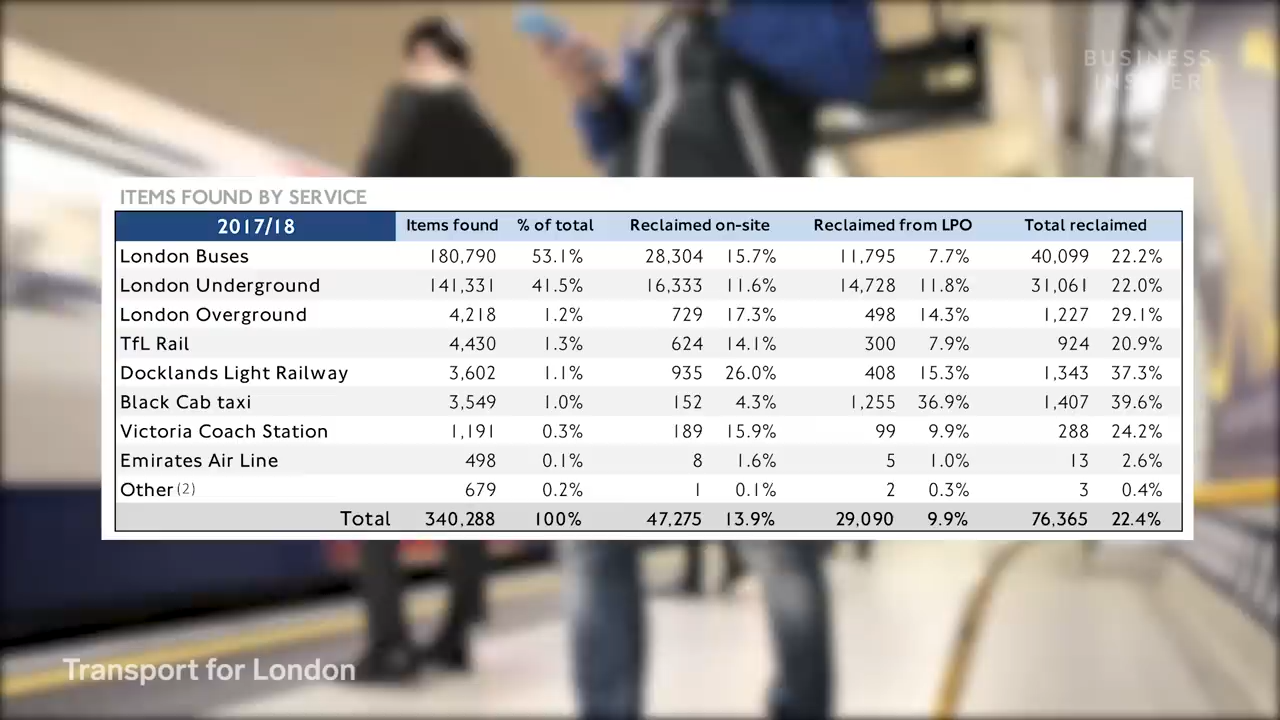 BUSINESS
INSIDER
ITEMS FOUND BY SERVICE
2017/18 Items found % of total Reclaimed on-site Reclaimed from LPO Total reclaimed
London Buses 180,790 53.1% 28,304 15.7% 11,795 7.7% 40,099 22.2%
London Underground 141,331 41.5% 16,333 11.6% 14,728 11.8% 31,061 22.0%
London Overground 4,218 1.2% 729 17.3% 498 14.3% 1,227 29.1%
TfL Rail 4,430 1.3% 624 14.1% 300 7.9% 924 20.9%
Docklands Light Railway 3,602 1.1% 935 26.0% 408 15.3% 1,343 37.3%
Black Cab taxi 3,549 1.0% 152 4.3% 1,255 36.9% 1,407 39.6%
Victoria Coach Station 1,191 0.3% 189 15.9% 99 9.9% 288 24.2%
Emirates Air Line 498 0.1% 8 1.6% 5 1.0% 13 2.6%
Other (2) 679 0.2% 1 0.1% 2 0.3% 3 0.4%
Total 340,288 100% 47,275 13.9% 29,090 9.9% 76,365 22.4%
Transport for London